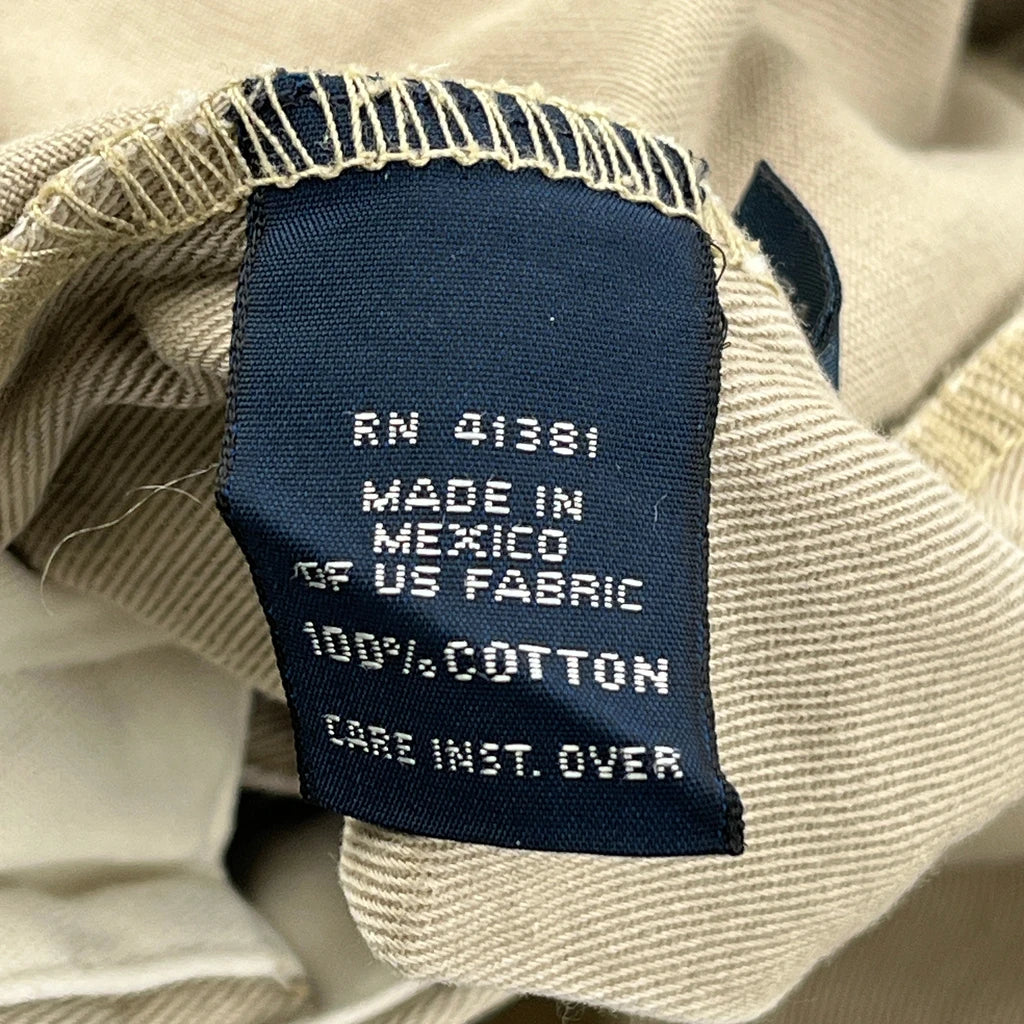 RN 41381
MADE IN
MEXICO
OF US FABRIC
100% COTTON
CARE INST. OVER